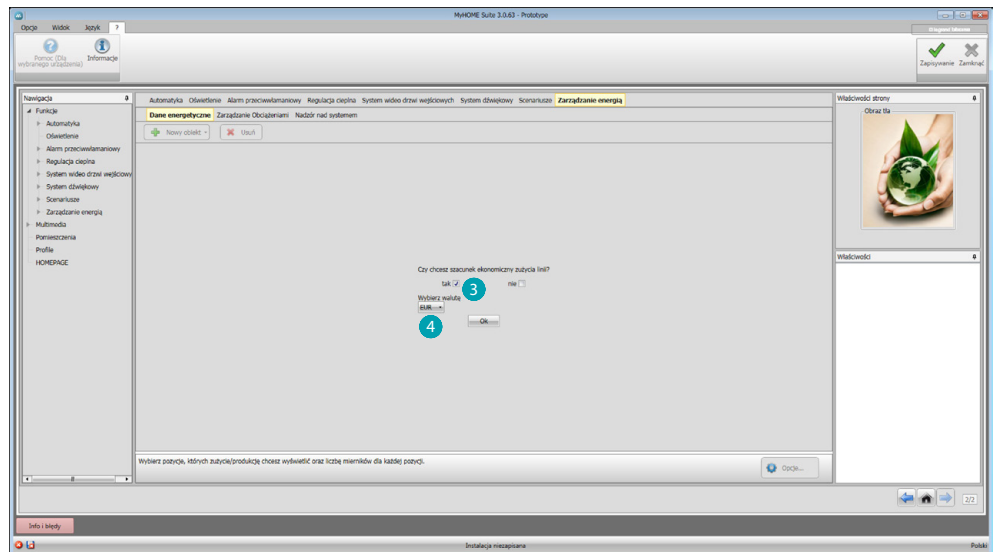 MyHOME Suite 3.0.63 - Prototype
Opcje Widok Język ?
Pomoc (Dla wybranego urządzenia)
Informacje
Zapisywanie Zamknąć
Nawigacja
Funkcje
Automatyka
Oświetlenie
Alarm przeciwwłamaniowy
Regulacja cieplna
System wideo drzwi wejściowy
System dźwiękowy
Scenariusze
Zarządzanie energią
Multimedia
Pomieszczenia
Profile
HOMEPAGE
Automatyka Oświetlenie Alarm przeciwwłamaniowy Regulacja cieplna System wideo drzwi wejściowych System dźwiękowy Scenariusze Zarządzanie energią
Dane energetyczne Zarządzanie Obciążeniami Nadzór nad systemem
Nowy obiekt Usuń
Czy chcesz szacunek ekonomiczny zużycia linii?
tak 3 nie
Wybierz walutę
EUR
4 Ok
Wybierz pozycje, których zużycie/produkcję chcesz wyświetlić oraz liczbę mierników dla każdej pozycji.
Opcje...
Właściwości strony
Obraz tła
Właściwości
2/2
Info i błędy
Instalacja niezapisana
Polski